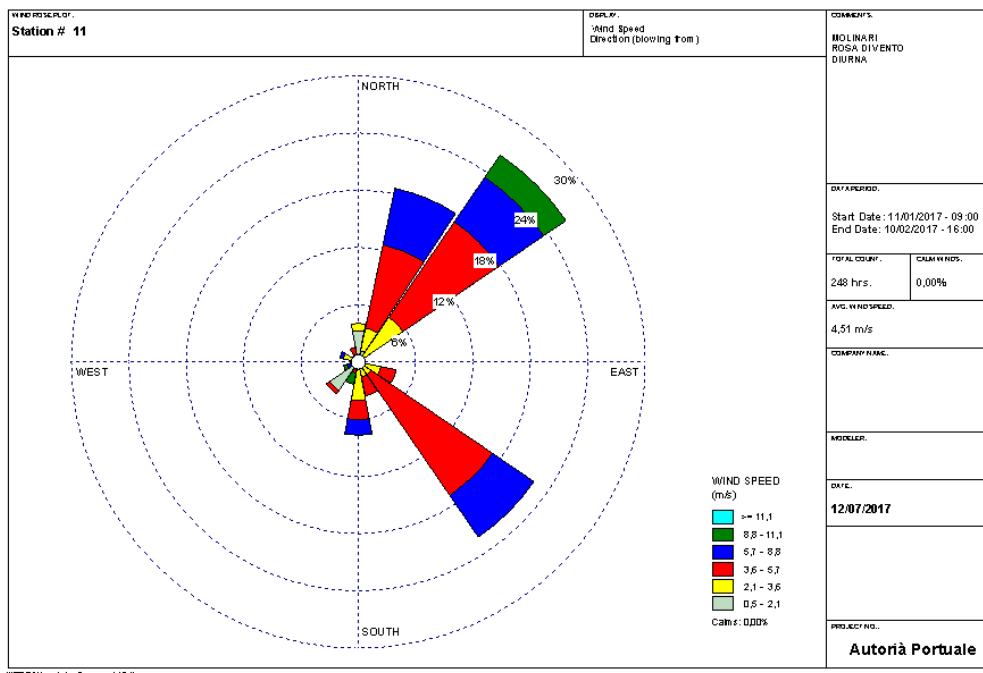 WIND ROSE PLOT:
Station # 11
DISPLAY:
Wind Speed
Direction (blowing from)
COMMENTS:
MOLINARI
ROSA DI VENTO
DIURNA
NORTH
30%
24%
18%
12%
6%
WEST
EAST
SOUTH
WIND SPEED
(m/s)
>= 11,1
8,8 - 11,1
5,7 - 8,8
3,6 - 5,7
2,1 - 3,6
0,5 - 2,1
Calms: 0,00%
DATA PERIOD:
Start Date: 11/01/2017 - 09:00
End Date: 10/02/2017 - 16:00
TOTAL COUNT:
248 hrs.
CALM WINDS:
0,00%
AVG. WIND SPEED:
4,51 m/s
COMPANY NAME:
MODELER:
DATE:
12/07/2017
PROJECT NO.:
Autorià Portuale